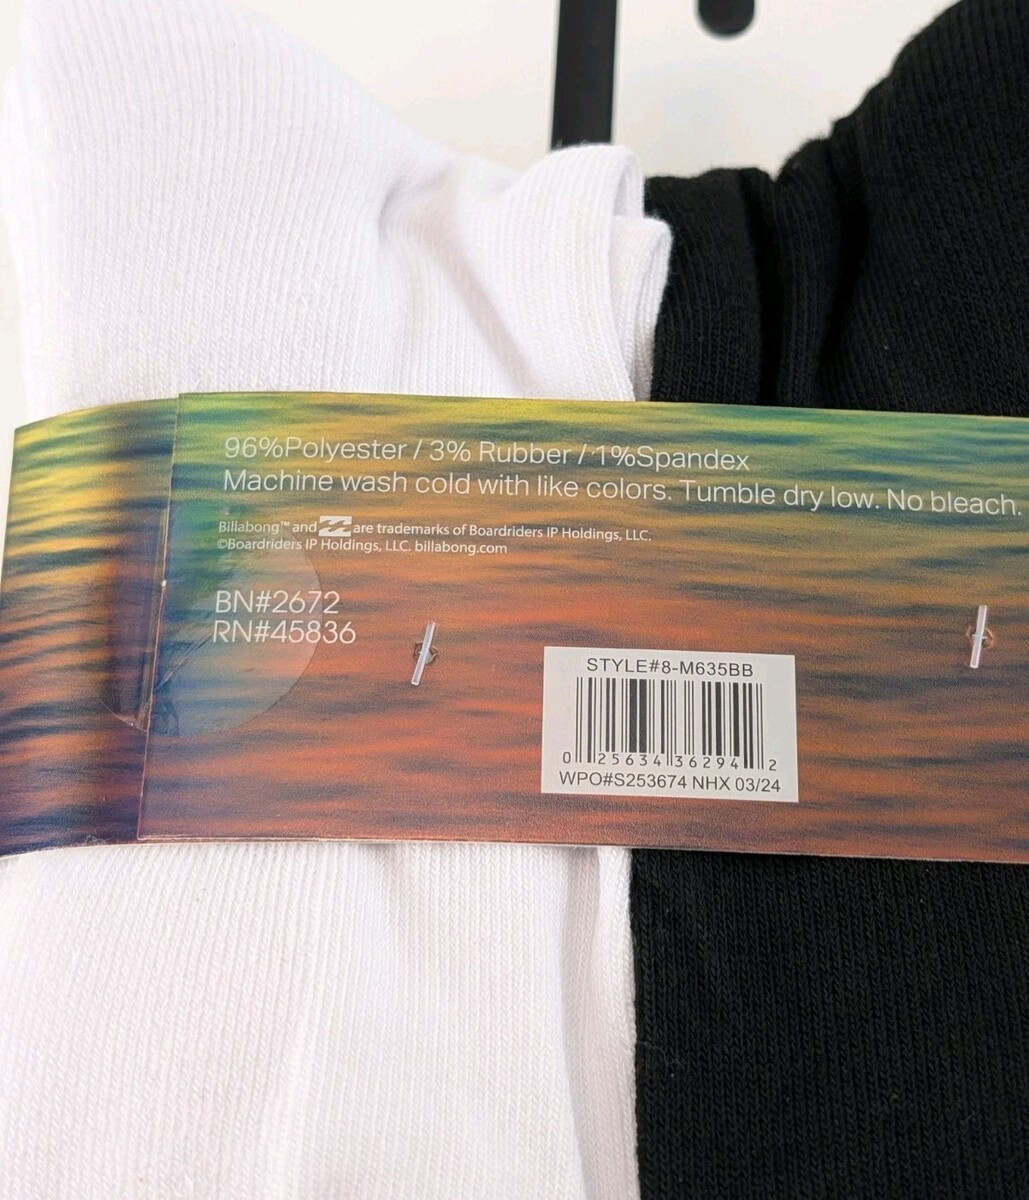 96%Polyester / 3% Rubber / 1%Spandex
Machine wash cold with like colors. Tumble dry low. No bleach.
Billabong™ and are trademarks of Boardriders IP Holdings, LLC.
©Boardriders IP Holdings, LLC. billabong.com
BN#2672
RN#45836
STYLE#8-M635BB
0 25634 36294 2
WPO#S253674 NHX 03/24